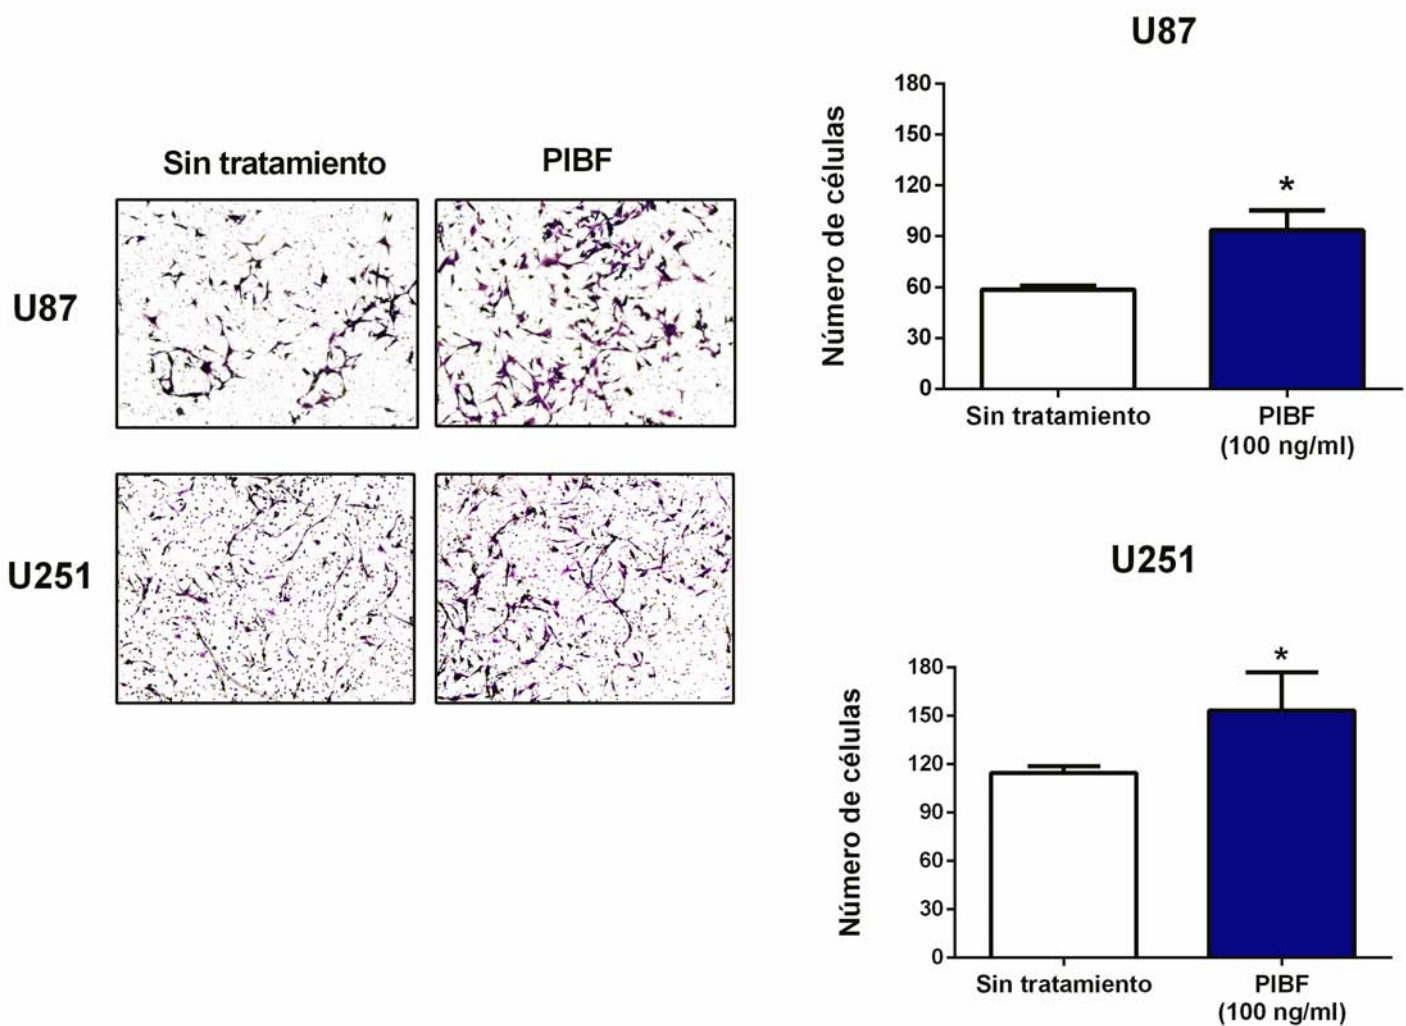 Sin tratamiento
PIBF
U87
U251
U87
Número de células
180
150
120
90
60
30
0
*
Sin tratamiento
PIBF
(100 ng/ml)
U251
Número de células
180
150
120
90
60
30
0
*
Sin tratamiento
PIBF
(100 ng/ml)